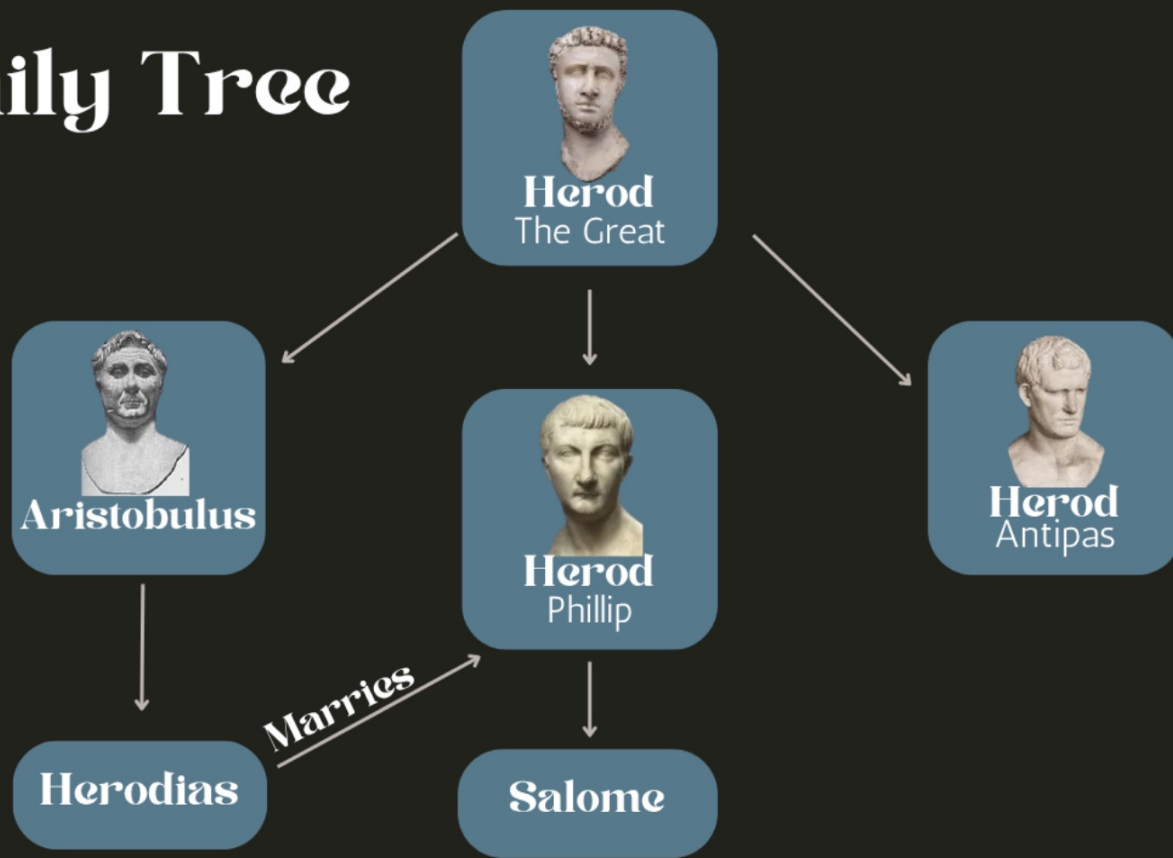 ily Tree
Herod
The Great
Aristobulus
Herod
Phillip
Herod
Antipas
Marries
Herodias
Salome